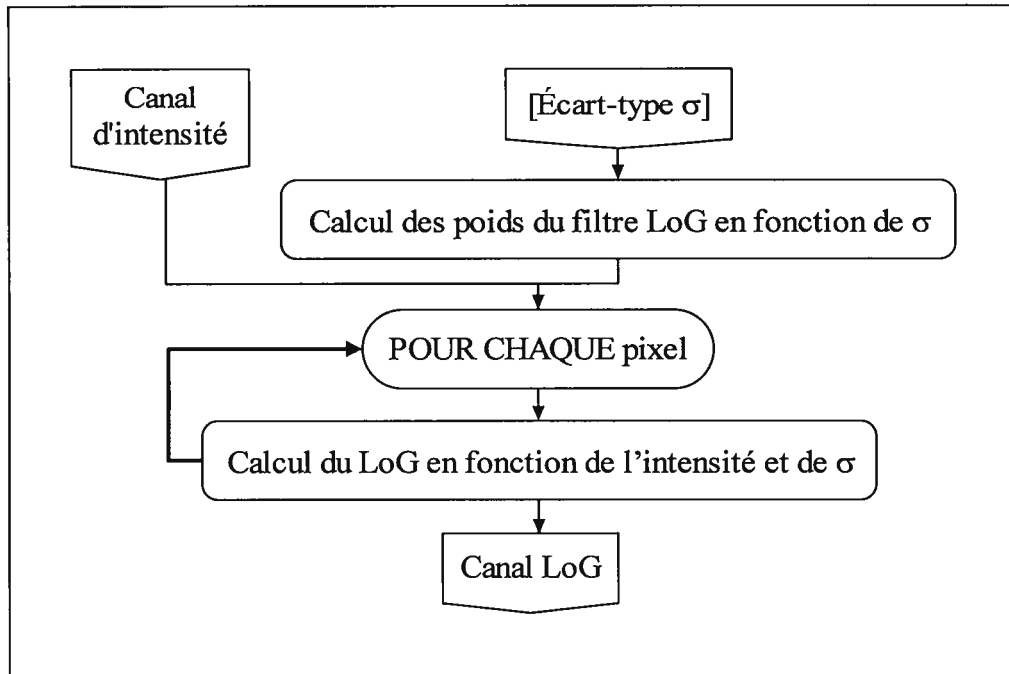 Canal
d'intensité
[Écart-type σ]
Calcul des poids du filtre LoG en fonction de σ
POUR CHAQUE pixel
Calcul du LoG en fonction de l’intensité et de σ
Canal LoG